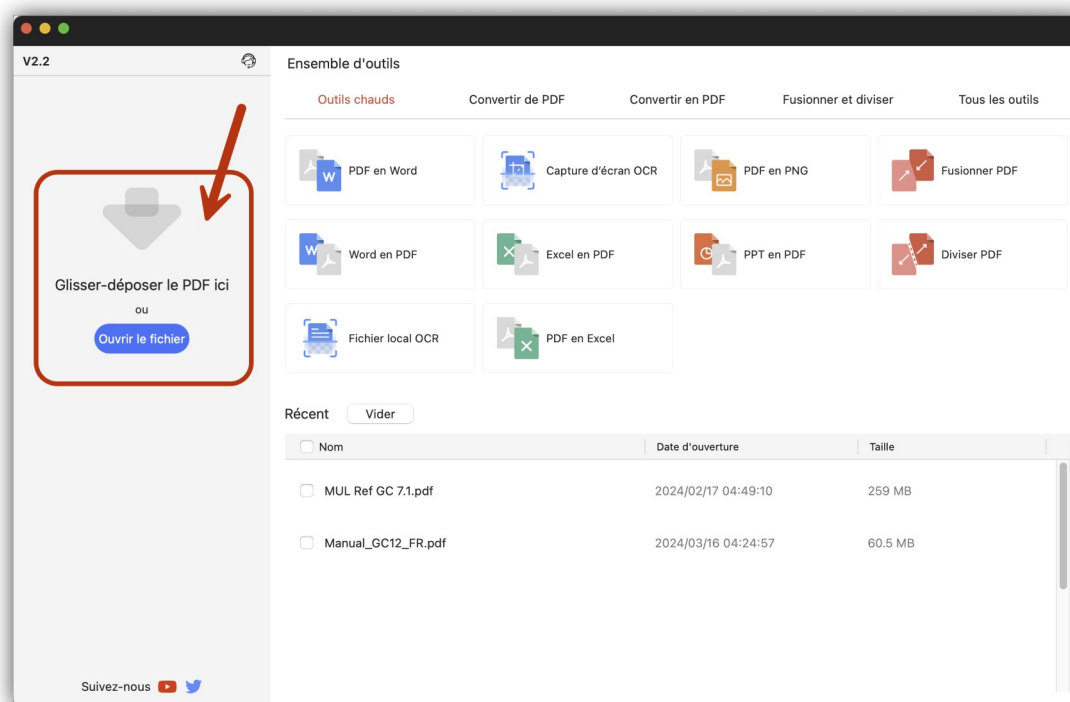 V2.2
Ensemble d'outils
Outils chauds Convertir de PDF Convertir en PDF Fusionner et diviser Tous les outils
PDF en Word Capture d'écran OCR PDF en PNG Fusionner PDF
Word en PDF Excel en PDF PPT en PDF Diviser PDF
Fichier local OCR PDF en Excel
Glisser-déposer le PDF ici
ou
Ouvrir le fichier
Récent Vider
Nom Date d'ouverture Taille
MUL Ref GC 7.1.pdf 2024/02/17 04:49:10 259 MB
Manual_GC12_FR.pdf 2024/03/16 04:24:57 60.5 MB
Suivez-nous